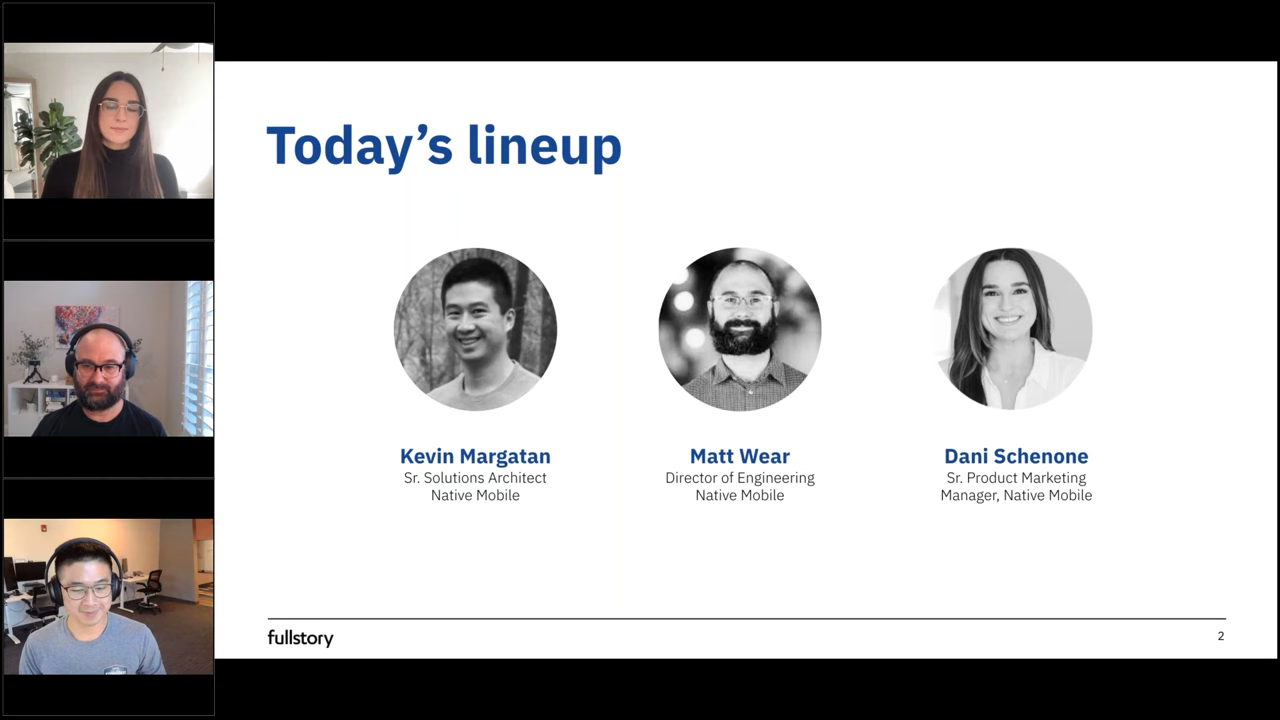 Today’s lineup
Kevin Margatan
Sr. Solutions Architect
Native Mobile
Matt Wear
Director of Engineering
Native Mobile
Dani Schenone
Sr. Product Marketing
Manager, Native Mobile
fullstory
2